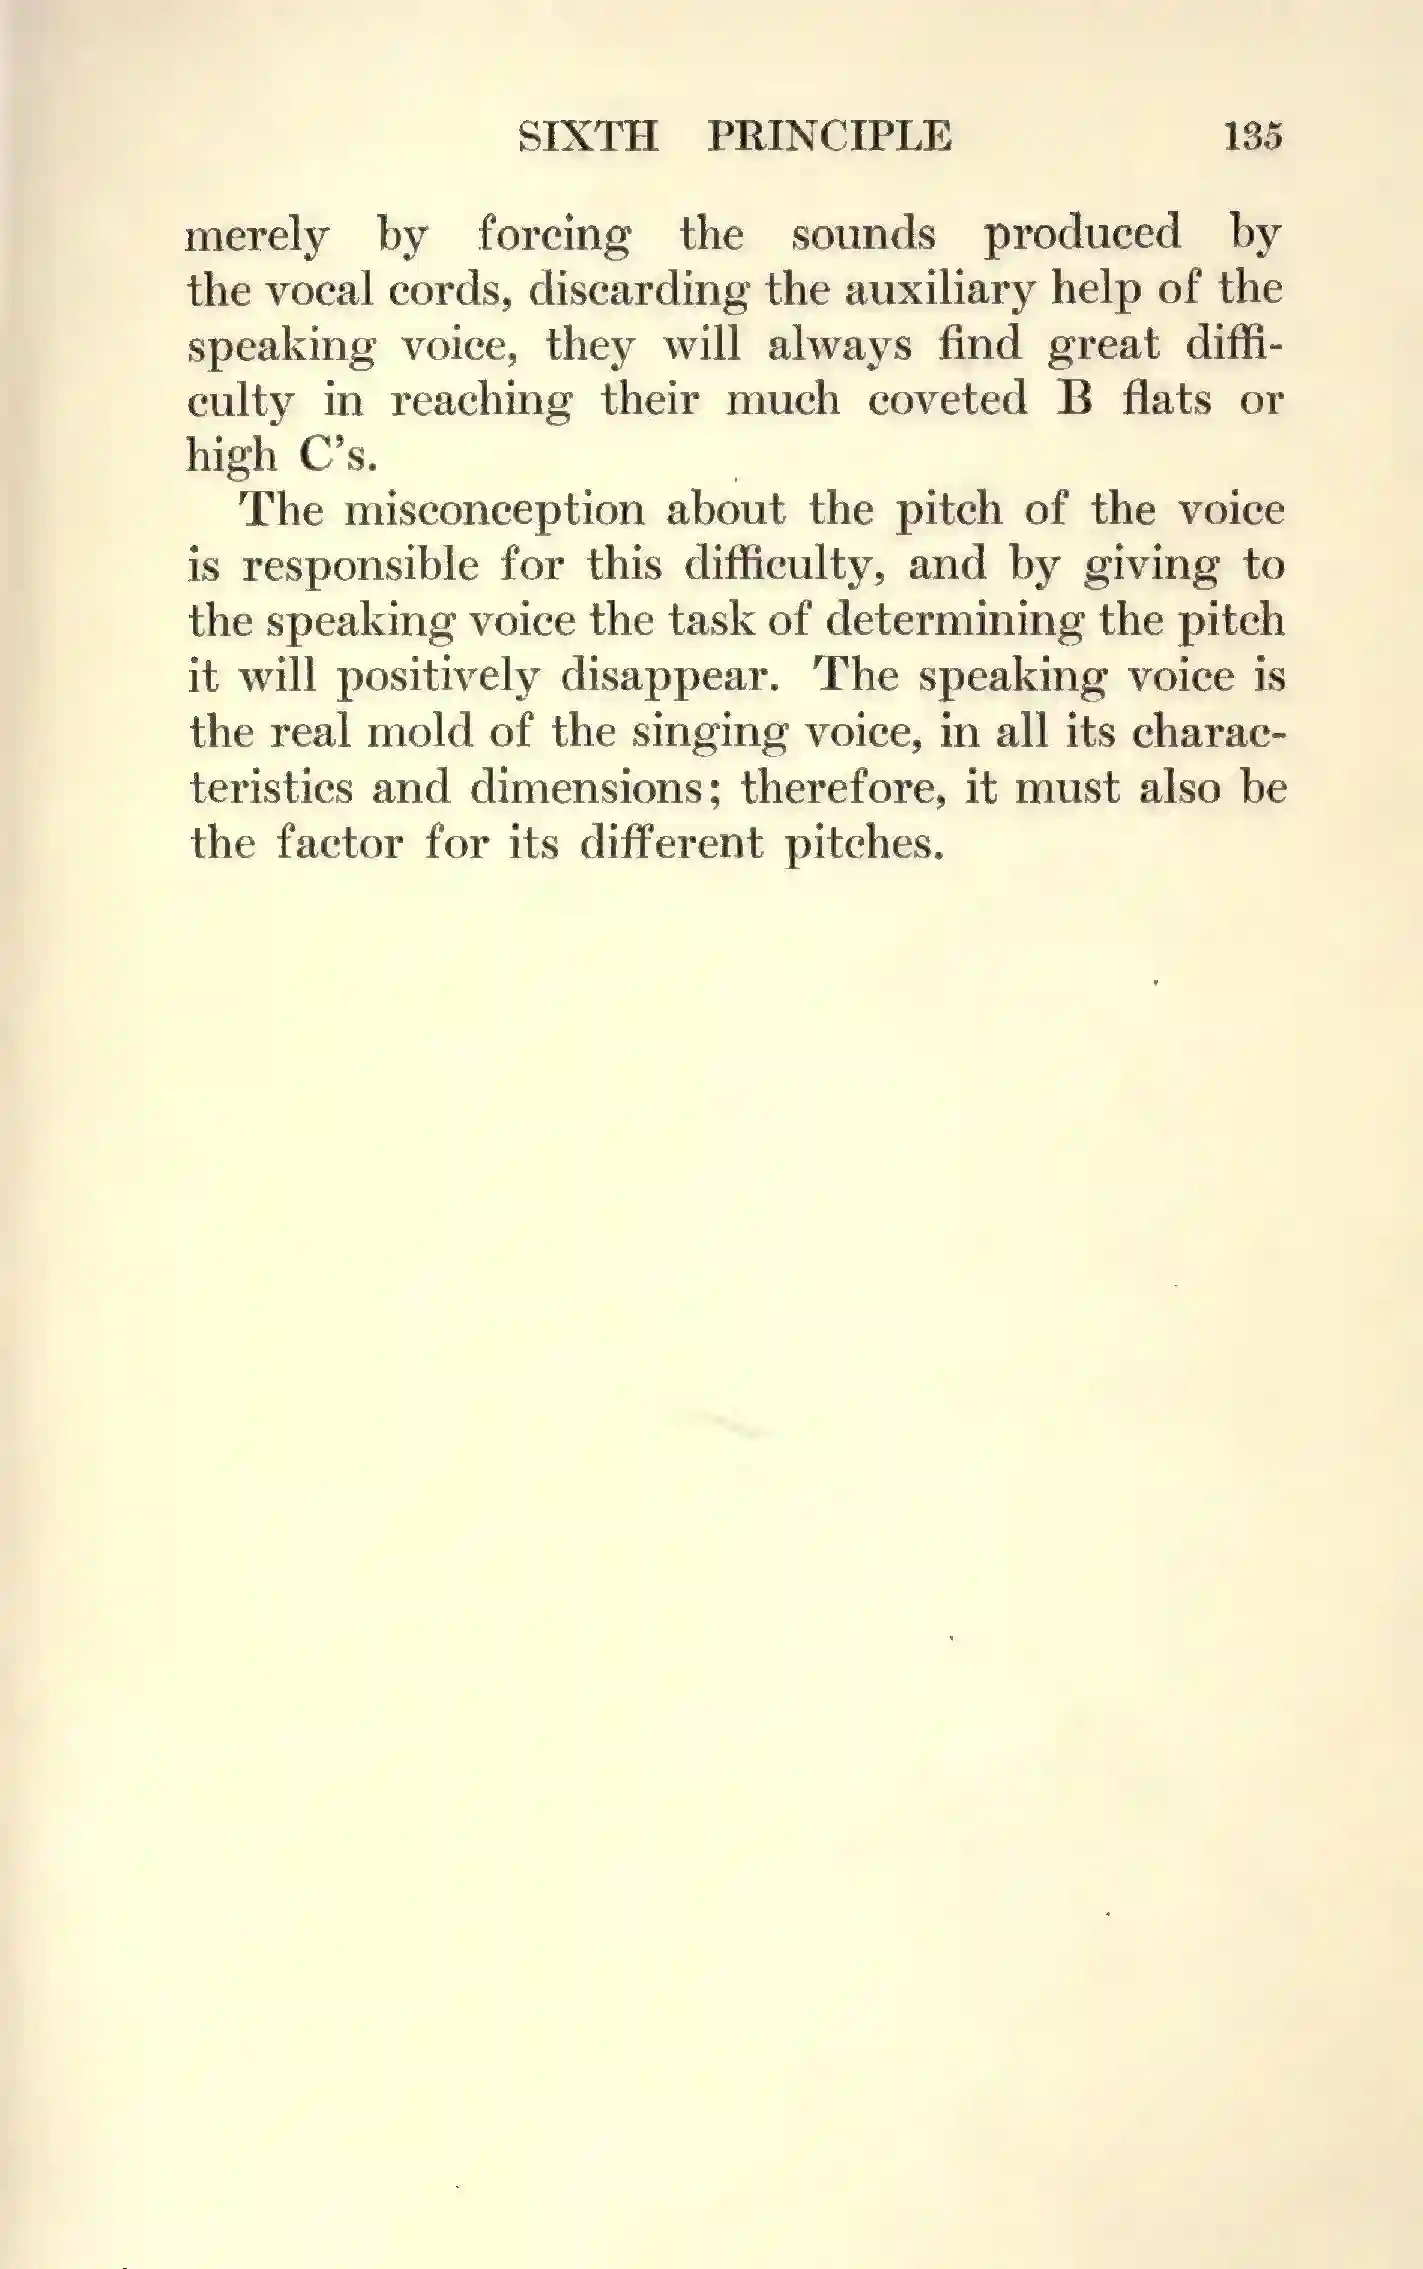 SIXTH PRINCIPLE 135
merely by forcing the sounds produced by
the vocal cords, discarding the auxiliary help of the
speaking voice, they will always find great diffi-
culty in reaching their much coveted B flats or
high C's.
The misconception about the pitch of the voice
is responsible for this difficulty, and by giving to
the speaking voice the task of determining the pitch
it will positively disappear. The speaking voice is
the real mold of the singing voice, in all its charac-
teristics and dimensions; therefore, it must also be
the factor for its different pitches.